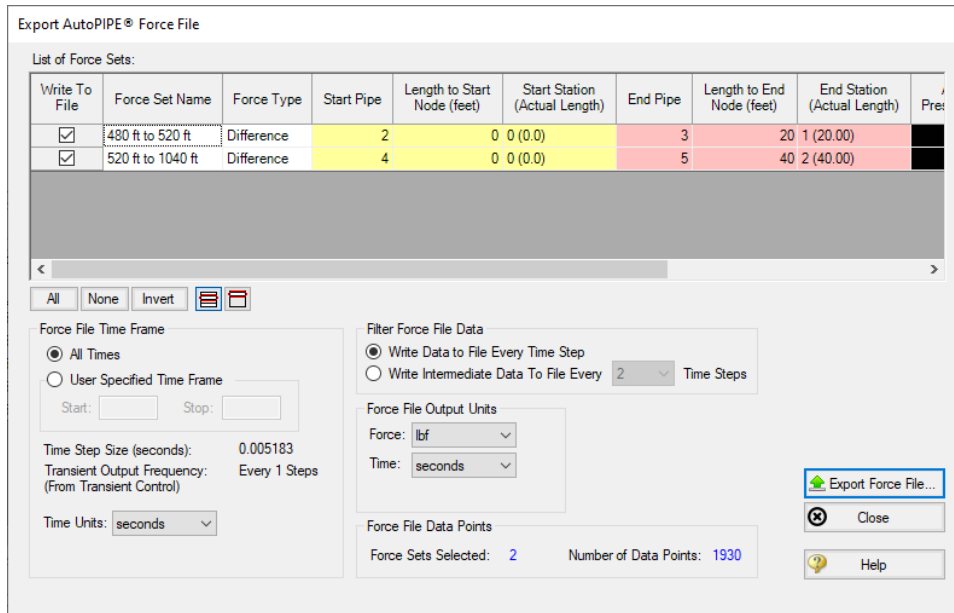 Export AutoPIPE® Force File
List of Force Sets:
Write To File Force Set Name Force Type Start Pipe Length to Start Node (feet) Start Station (Actual Length) End Pipe Length to End Node (feet) End Station (Actual Length)
480 ft to 520 ft Difference 2 0 0 (0.0) 3 20 1 (20.00)
520 ft to 1040 ft Difference 4 0 0 (0.0) 5 40 2 (40.00)
All None Invert
Force File Time Frame
All Times
User Specified Time Frame
Start: Stop:
Time Step Size (seconds): 0.005183
Transient Output Frequency: Every 1 Steps
(From Transient Control)
Time Units: seconds
Filter Force File Data
Write Data to File Every Time Step
Write Intermediate Data To File Every 2 Time Steps
Force File Output Units
Force: lbf
Time: seconds
Force File Data Points
Force Sets Selected: 2 Number of Data Points: 1930
Export Force File...
Close
Help